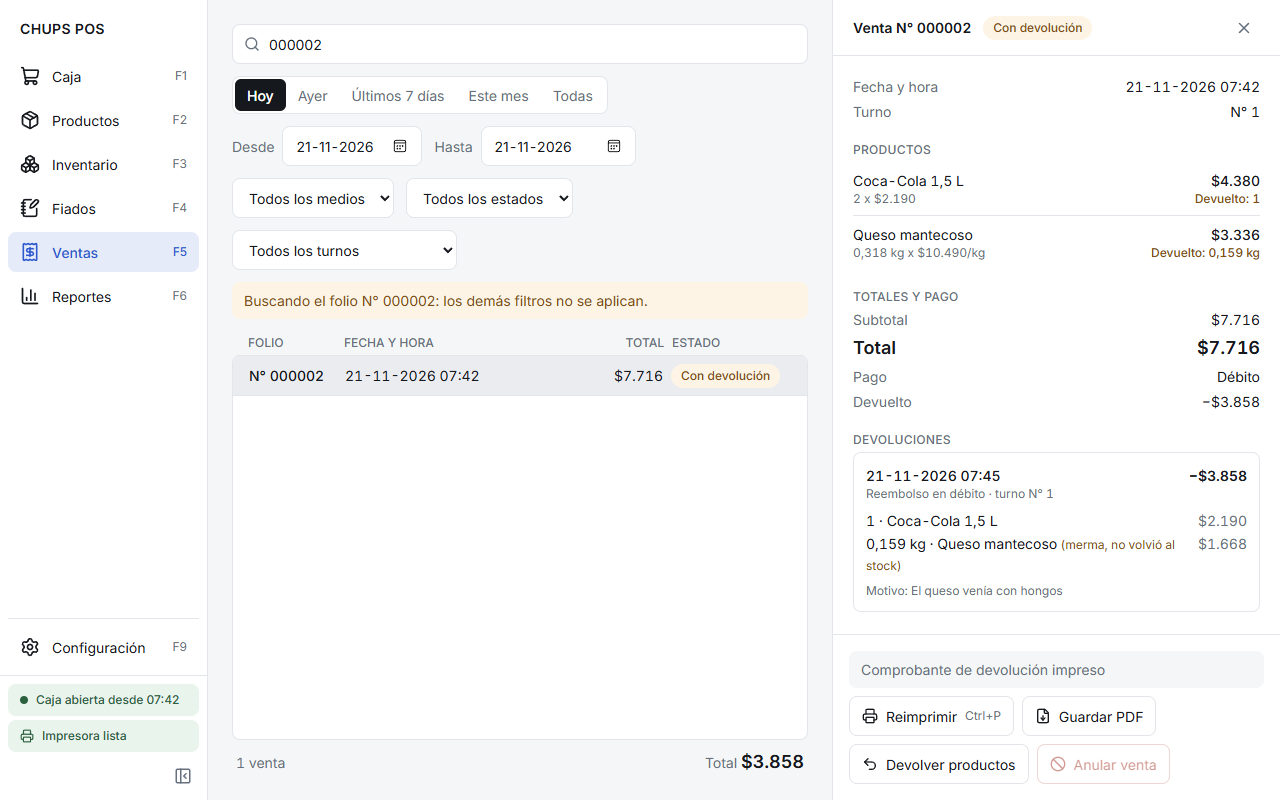 CHUPS POS
Caja F1
Productos F2
Inventario F3
Fiados F4
Ventas F5
Reportes F6
Configuración F9
Caja abierta desde 07:42
Impresora lista
000002
Hoy Ayer Últimos 7 días Este mes Todas
Desde 21-11-2026 Hasta 21-11-2026
Todos los medios Todos los estados
Todos los turnos
Buscando el folio N° 000002: los demás filtros no se aplican.
FOLIO FECHA Y HORA TOTAL ESTADO
N° 000002 21-11-2026 07:42 $7.716 Con devolución
1 venta Total $3.858
Venta N° 000002 Con devolución
Fecha y hora 21-11-2026 07:42
Turno N° 1
PRODUCTOS
Coca-Cola 1,5 L $4.380
2 x $2.190 Devuelto: 1
Queso mantecoso $3.336
0,318 kg x $10.490/kg Devuelto: 0,159 kg
TOTALES Y PAGO
Subtotal $7.716
Total $7.716
Pago Débito
Devuelto −$3.858
DEVOLUCIONES
21-11-2026 07:45 −$3.858
Reembolso en débito · turno N° 1
1 · Coca-Cola 1,5 L $2.190
0,159 kg · Queso mantecoso (merma, no volvió al $1.668
stock)
Motivo: El queso venía con hongos
Comprobante de devolución impreso
Reimprimir Ctrl+P Guardar PDF
Devolver productos Anular venta